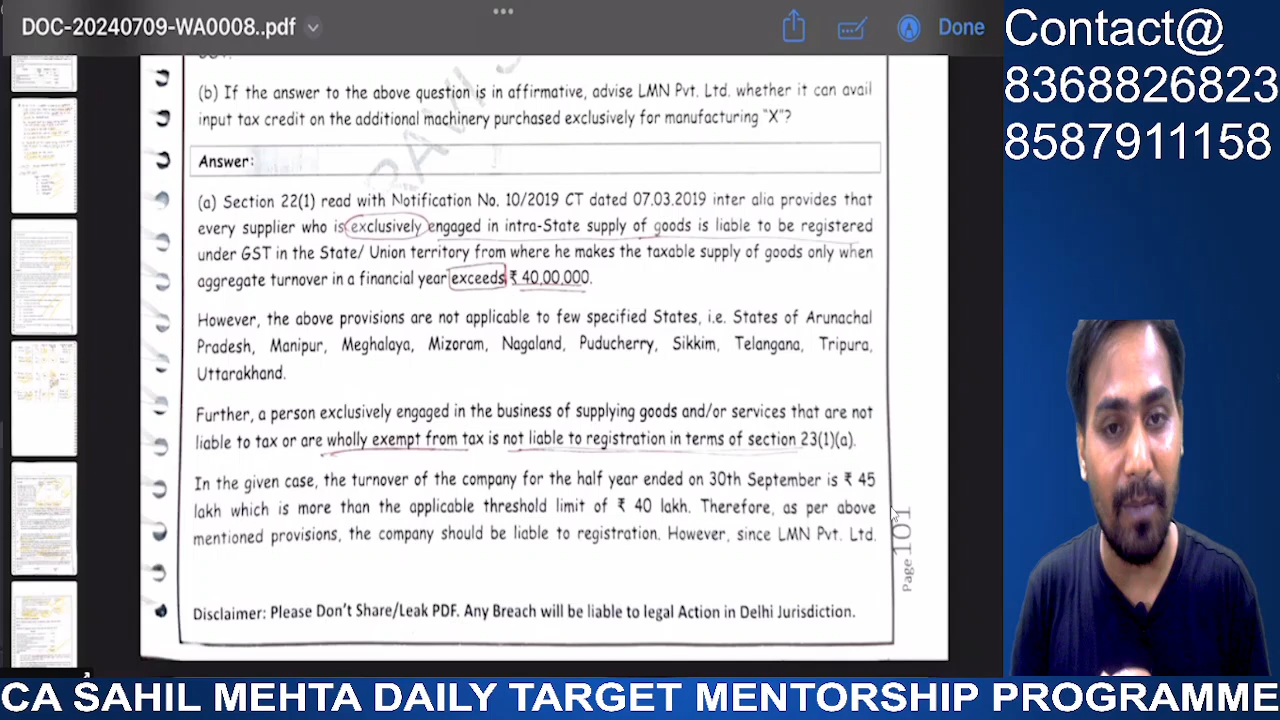 DOC-20240709-WA0008..pdf
Done
Contact@
8368826823
8587911158
(b) If the answer to the above question is in affirmative, advise LMN Pvt. Ltd. whether it can avail
input tax credit on the additional machinery purchased exclusively for manufacturing "X"?
Answer:
(a) Section 22(1) read with Notification No. 10/2019 CT dated 07.03.2019 inter alia provides that
every supplier who is exclusively engaged in intra-State supply of goods is liable to be registered
under GST in the State/ Union territory from where he makes the taxable supply of goods only when
aggregate turnover in a financial year exceeds ₹ 40,00,000.
However, the above provisions are not applicable to few specified States, i.e. States of Arunachal
Pradesh, Manipur, Meghalaya, Mizoram, Nagaland, Puducherry, Sikkim, Telangana, Tripura,
Uttarakhand.
Further, a person exclusively engaged in the business of supplying goods and/or services that are not
liable to tax or are wholly exempt from tax is not liable to registration in terms of section 23(1)(a).
In the given case, the turnover of the company for the half year ended on 30th September is ₹ 45
lakh which is more than the applicable threshold limit of ₹ 40 lakh. Therefore, as per above
mentioned provisions, the company should be liable to registration. However, since LMN Pvt. Ltd.
Page 101
Disclaimer: Please Don't Share/Leak PDF. Any Breach will be liable to legal Action in Delhi Jurisdiction.
CA SAHIL MEHTA DAILY TARGET MENTORSHIP PROGRAMME